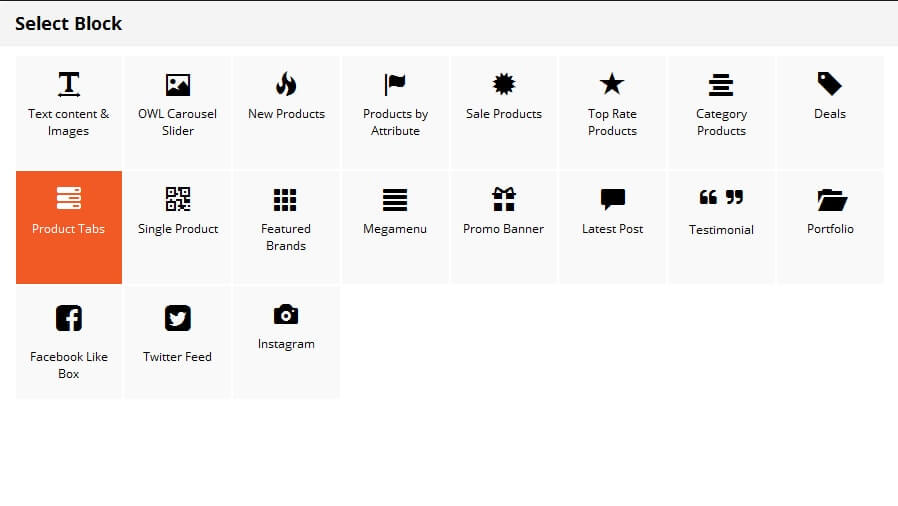 Select Block
Text content &
Images
OWL Carousel
Slider
New Products
Products by
Attribute
Sale Products
Top Rate
Products
Category
Products
Deals
Product Tabs
Single Product
Featured
Brands
Megamenu
Promo Banner
Latest Post
Testimonial
Portfolio
Facebook Like
Box
Twitter Feed
Instagram